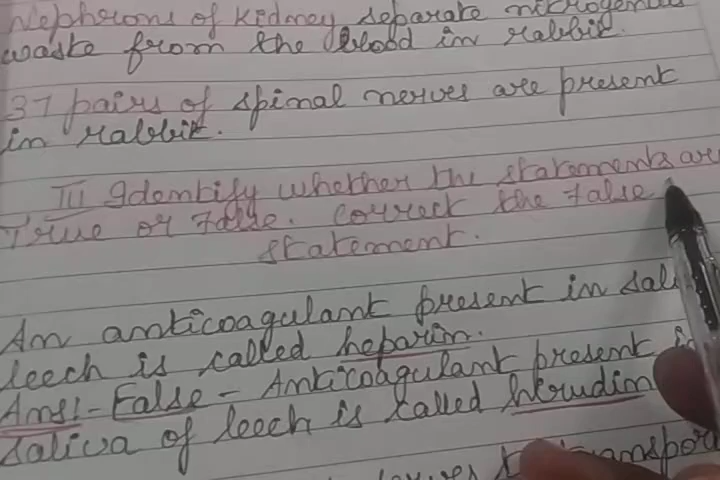 Nephrons of Kidney separate nitrogenous
waste from the blood in rabbit.
37 pairs of spinal nerves are present
in rabbit.
III Identify whether the statements are
True or False. Correct the False
statement.
An anticoagulant present in
leech is called heparin.
Ans:- False - Anticoagulant present
saliva of leech is called hirudin